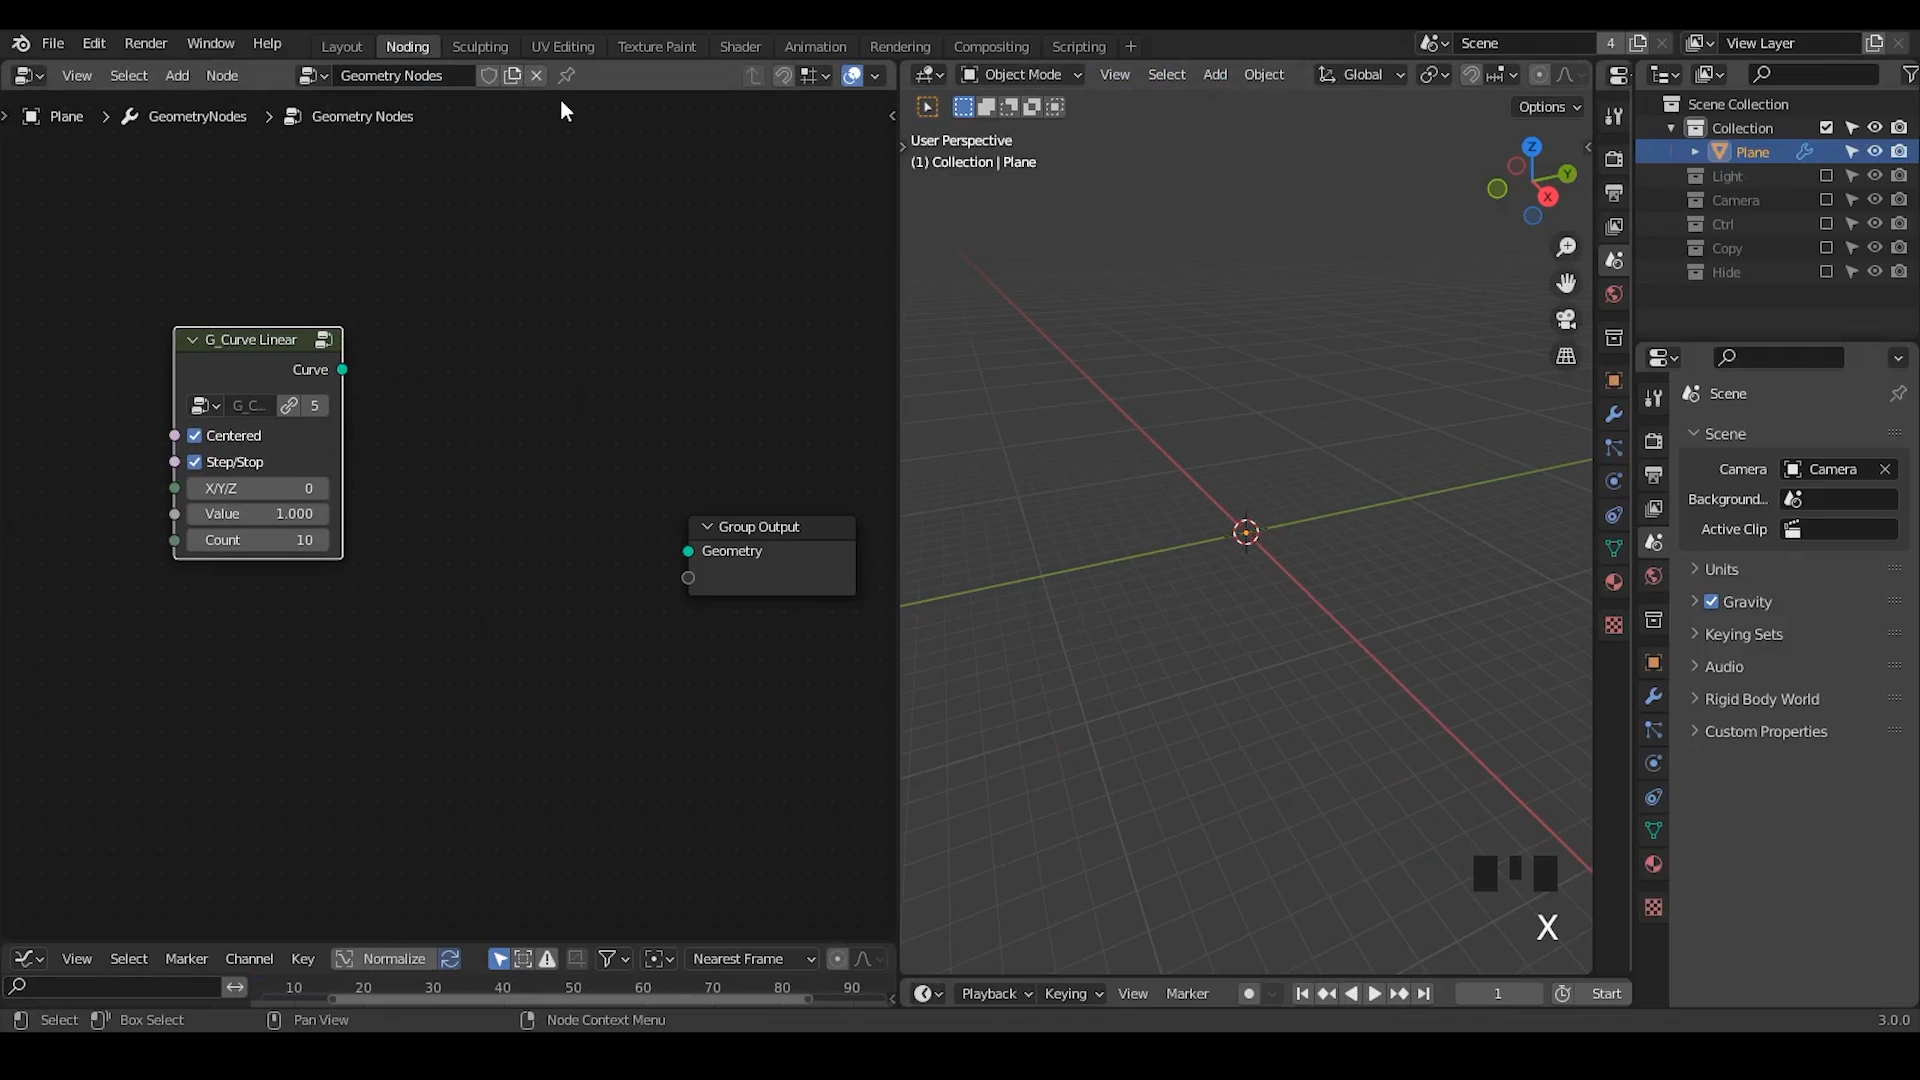 File Edit Render Window Help Layout Noding Sculpting UV Editing Texture Paint Shader Animation Rendering Compositing Scripting + Scene 4 View Layer
View Select Add Node Geometry Nodes Object Mode View Select Add Object Global
Options
Plane > GeometryNodes > Geometry Nodes
User Perspective
(1) Collection | Plane
Z
Y
X
G_Curve Linear
Curve
G_C... 5
Centered
Step/Stop
X/Y/Z 0
Value 1.000
Count 10
Group Output
Geometry
X
Scene Collection
Collection
Plane
Light
Camera
Ctrl
Copy
Hide
Scene
Scene
Camera Camera
Background...
Active Clip
Units
Gravity
Keying Sets
Audio
Rigid Body World
Custom Properties
View Select Marker Channel Key Normalize Nearest Frame
10 20 30 40 50 60 70 80 90
Playback Keying View Marker 1 Start
Select Box Select Pan View Node Context Menu 3.0.0